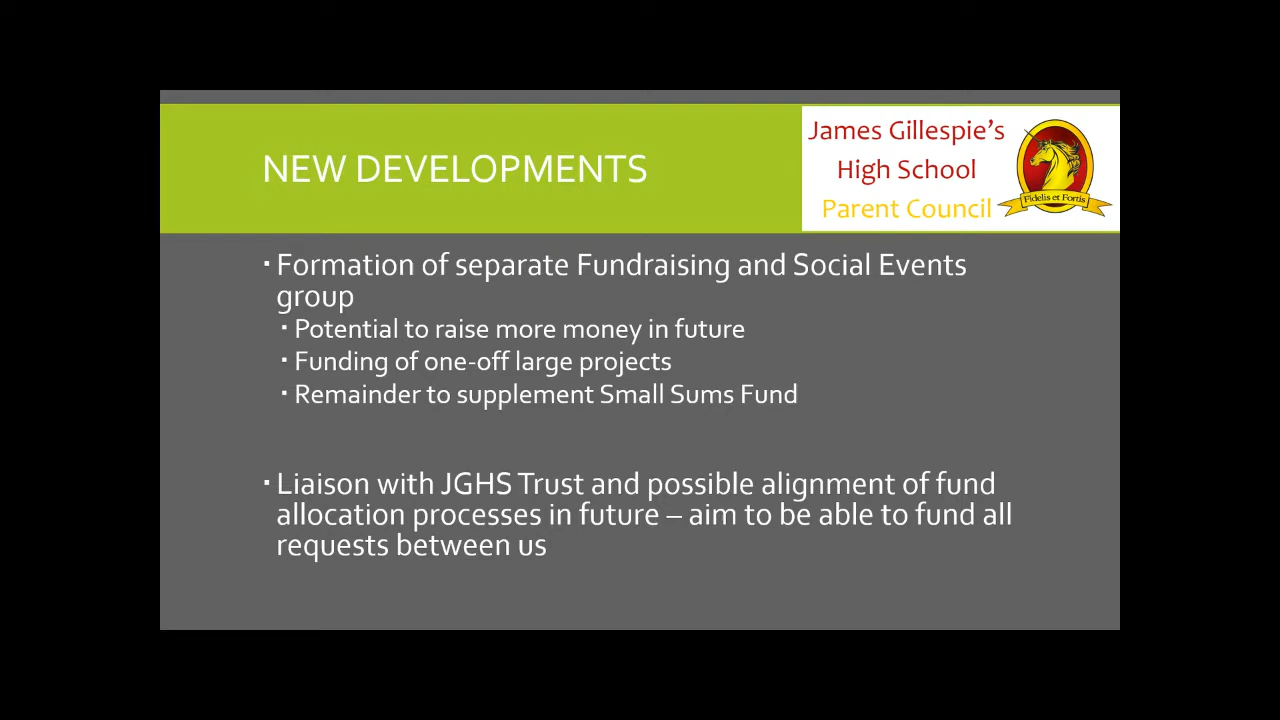 NEW DEVELOPMENTS
James Gillespie's
High School
Parent Council
Fidelis et Fortis
▪ Formation of separate Fundraising and Social Events
group
▪ Potential to raise more money in future
▪ Funding of one-off large projects
▪ Remainder to supplement Small Sums Fund
▪ Liaison with JGHS Trust and possible alignment of fund
allocation processes in future – aim to be able to fund all
requests between us